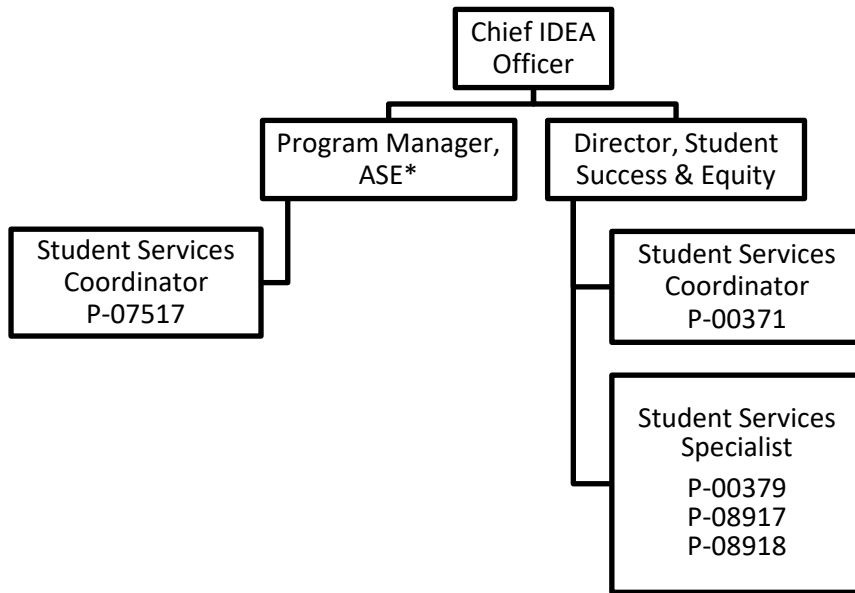 Chief IDEA
Officer
Program Manager,
ASE*
Director, Student
Success & Equity
Student Services
Coordinator
P-07517
Student Services
Coordinator
P-00371
Student Services
Specialist
P-00379
P-08917
P-08918